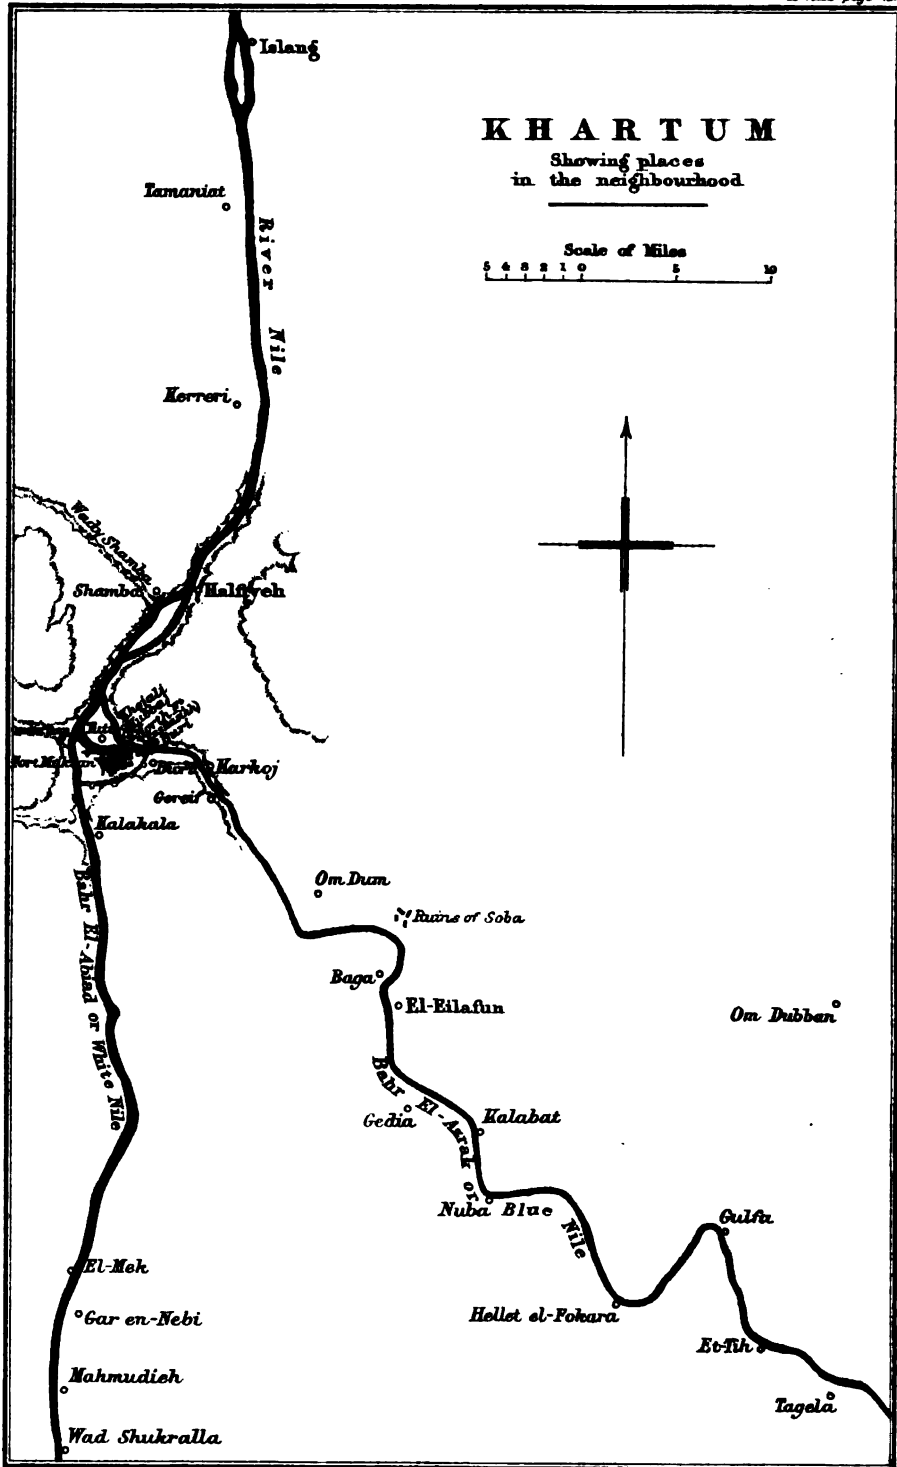 Islang
KHARTUM
Showing places
in the neighbourhood
Scale of Miles
5 4 3 2 1 0 5 10
Tamaniat
River Nile
Kerreri
Wady Shamba
Shamba
Halfiyeh
Karkoj
Gereif
Kalakala
Om Dum
Ruins of Soba
Baga
El-Eilafun
Om Dubban
Bahr El-Abiad or White Nile
Bahr El-Azrak or Blue Nile
Gedia
Kalabat
Nuba
Gulfa
El-Mek
Gar en-Nebi
Hellet el-Fokara
Et-Tih
Mahmudieh
Tagela
Wad Shukralla